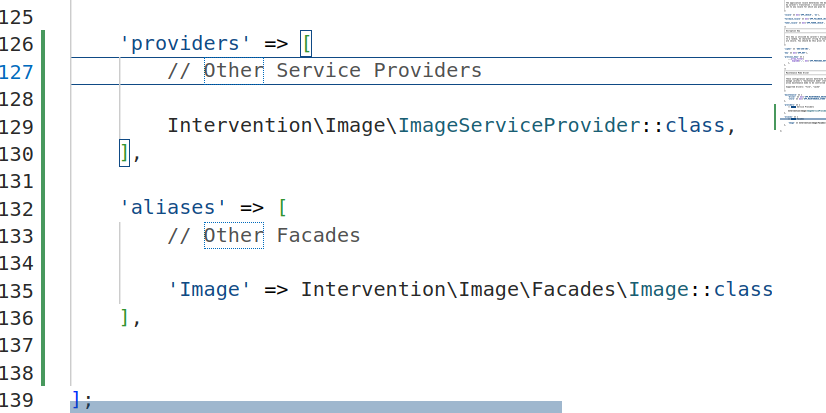 125
126 'providers' => [
127 // Other Service Providers
128
129 Intervention\Image\ImageServiceProvider::class,
130 ],
131
132 'aliases' => [
133 // Other Facades
134
135 'Image' => Intervention\Image\Facades\Image::class
136 ],
137
138
139 ];